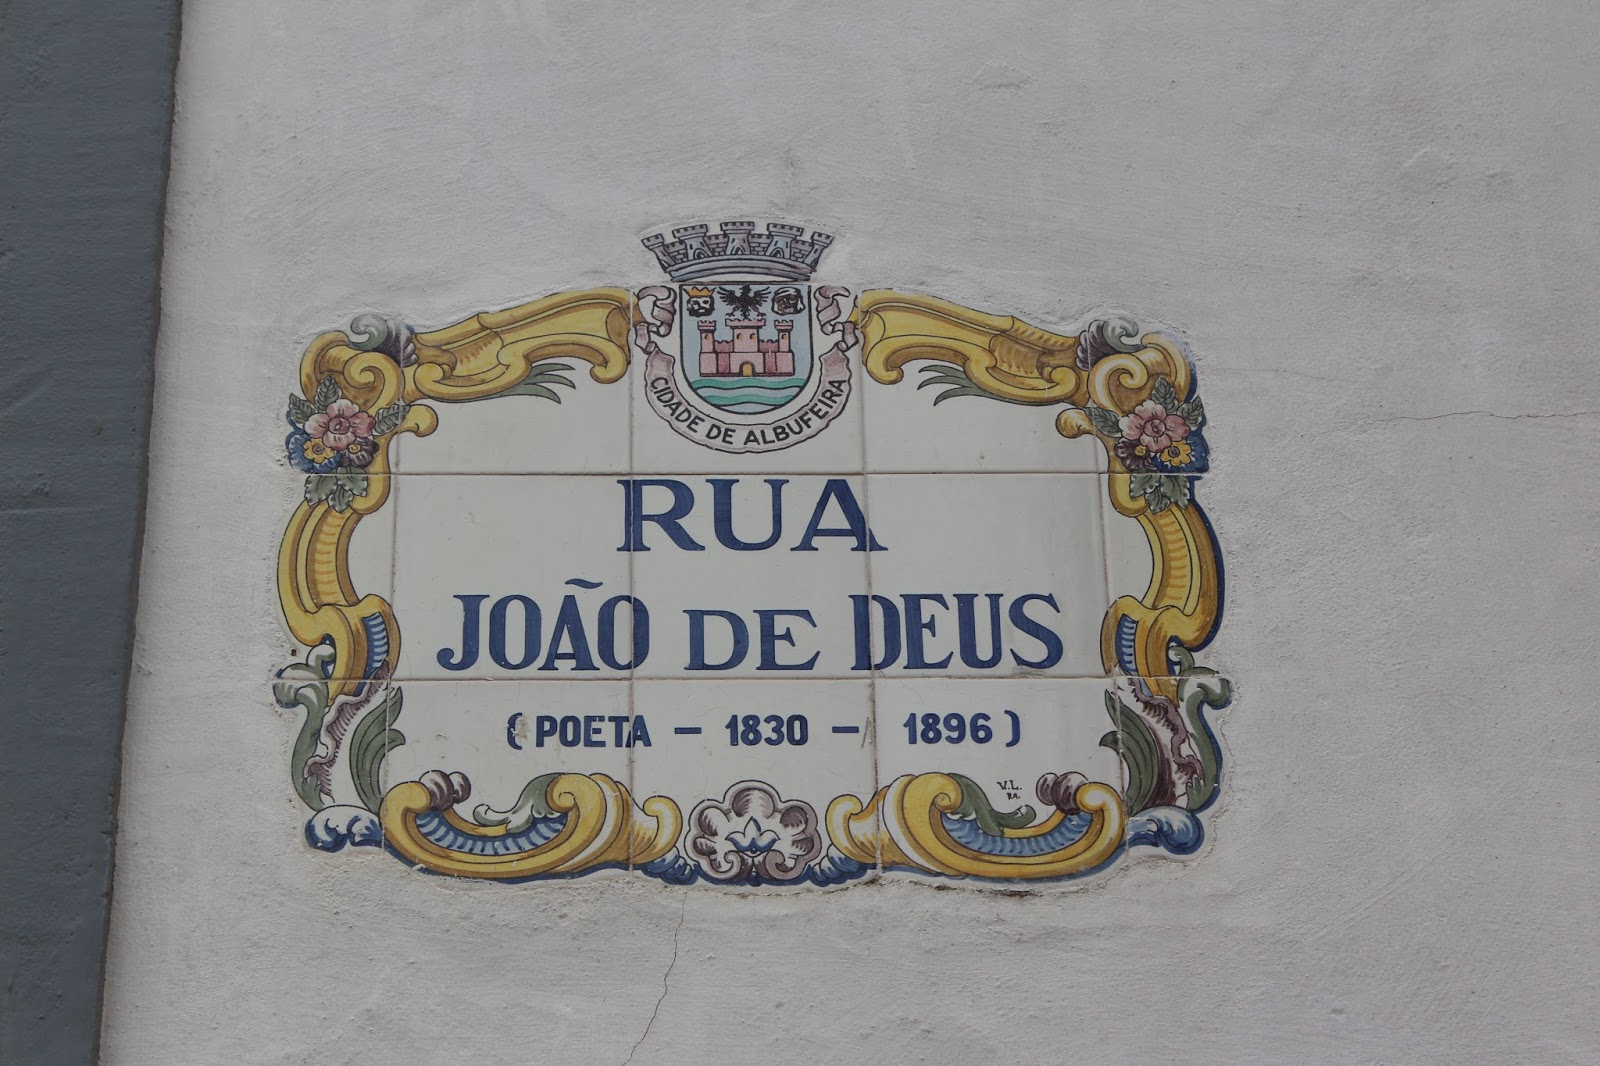 CIDADE DE ALBUFEIRA
RUA
JOÃO DE DEUS
(POETA - 1830 - 1896)
V.L.